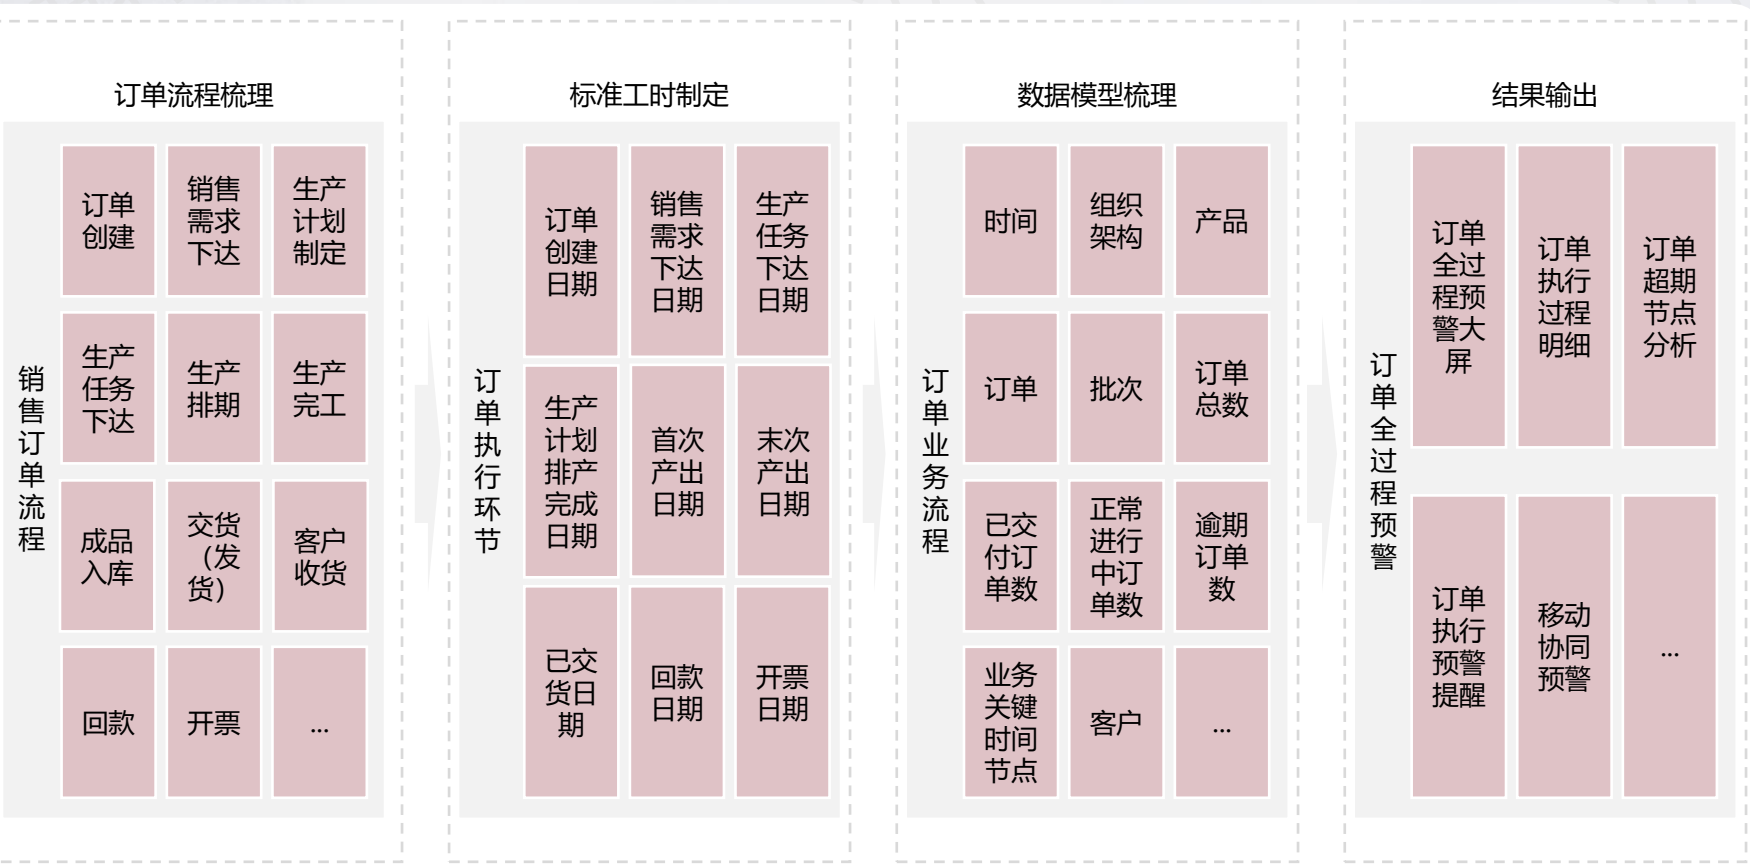 订单流程梳理
销售订单流程
订单
创建
销售
需求
下达
生产
计划
制定
生产
任务
下达
生产
排期
生产
完工
成品
入库
交货
（发
货）
客户
收货
回款
开票
...
标准工时制定
订单执行环节
订单
创建
日期
销售
需求
下达
日期
生产
任务
下达
日期
生产
计划
排产
完成
日期
首次
产出
日期
末次
产出
日期
已交
货日
期
回款
日期
开票
日期
数据模型梳理
订单业务流程
时间
组织
架构
产品
订单
批次
订单
总数
已交
付订
单数
正常
进行
中订
单数
逾期
订单
数
业务
关键
时间
节点
客户
...
结果输出
订单全过程预警
订单
全过
程预
警大
屏
订单
执行
过程
明细
订单
超期
节点
分析
订单
执行
预警
提醒
移动
协同
预警
...